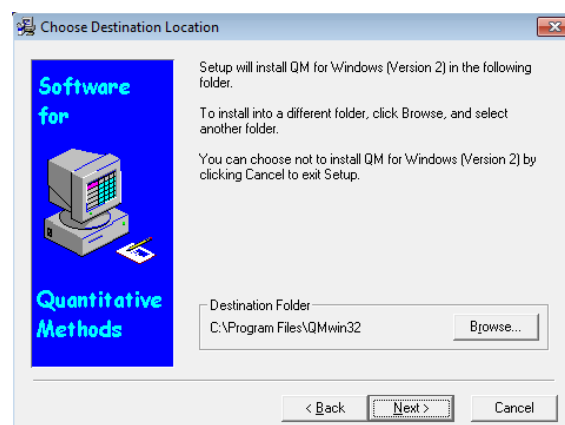 Choose Destination Location
Software
for
Quantitative
Methods
Setup will install QM for Windows (Version 2) in the following
folder.
To install into a different folder, click Browse, and select
another folder.
You can choose not to install QM for Windows (Version 2) by
clicking Cancel to exit Setup.
Destination Folder
C:\Program Files\QMwin32
Browse...
< Back
Next >
Cancel